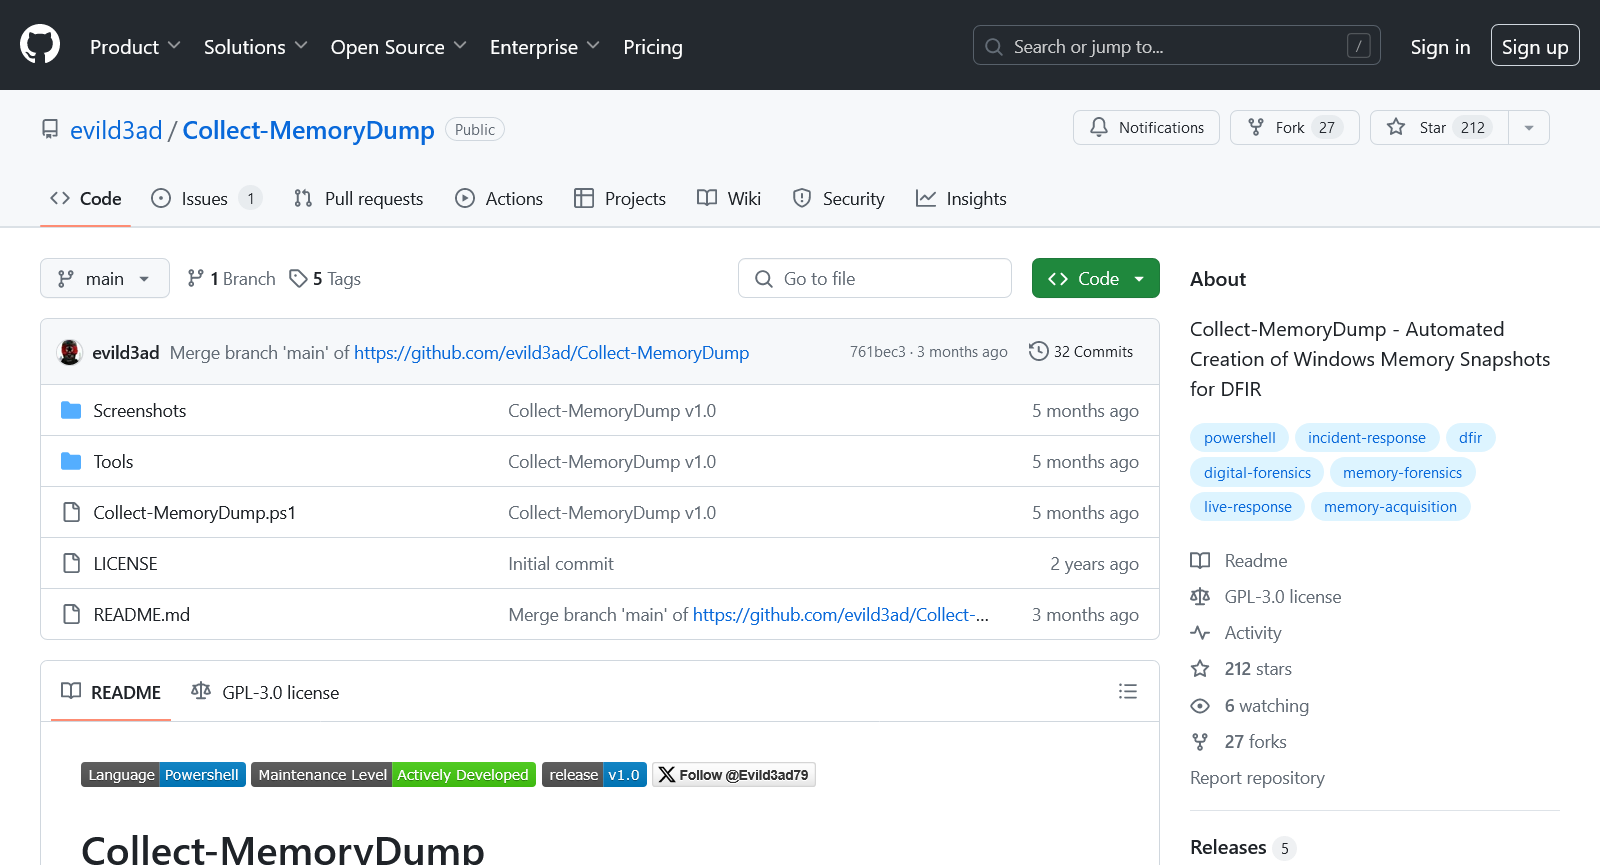 Product Solutions Open Source Enterprise Pricing Search or jump to... / Sign in Sign up
evild3ad / Collect-MemoryDump Public Notifications Fork 27 Star 212
Code Issues 1 Pull requests Actions Projects Wiki Security Insights
main 1 Branch 5 Tags Go to file Code
evild3ad Merge branch 'main' of https://github.com/evild3ad/Collect-MemoryDump 761bec3 · 3 months ago 32 Commits
Screenshots Collect-MemoryDump v1.0 5 months ago
Tools Collect-MemoryDump v1.0 5 months ago
Collect-MemoryDump.ps1 Collect-MemoryDump v1.0 5 months ago
LICENSE Initial commit 2 years ago
README.md Merge branch 'main' of https://github.com/evild3ad/Collect-... 3 months ago
README GPL-3.0 license
Language Powershell Maintenance Level Actively Developed release v1.0 X Follow @Evild3ad79
Collect-MemoryDump
About
Collect-MemoryDump - Automated
Creation of Windows Memory Snapshots
for DFIR
powershell incident-response dfir
digital-forensics memory-forensics
live-response memory-acquisition
Readme
GPL-3.0 license
Activity
212 stars
6 watching
27 forks
Report repository
Releases 5